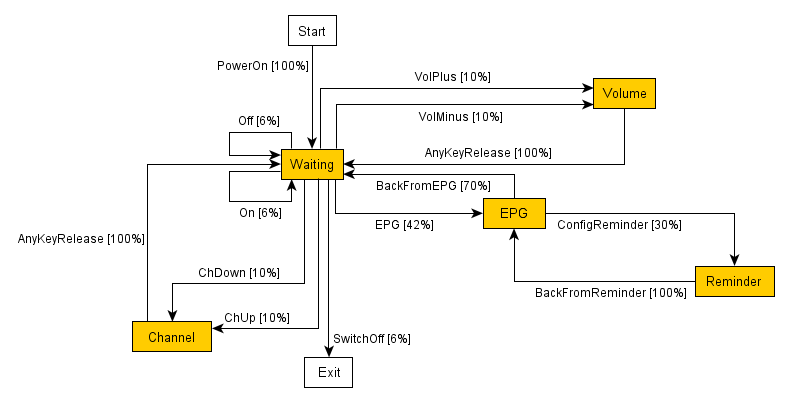 Start
PowerOn [100%]
VolPlus [10%]
Volume
VolMinus [10%]
Off [6%]
AnyKeyRelease [100%]
Waiting
BackFromEPG [70%]
On [6%]
EPG
EPG [42%]
ConfigReminder [30%]
AnyKeyRelease [100%]
ChDown [10%]
Reminder
BackFromReminder [100%]
ChUp [10%]
Channel
SwitchOff [6%]
Exit